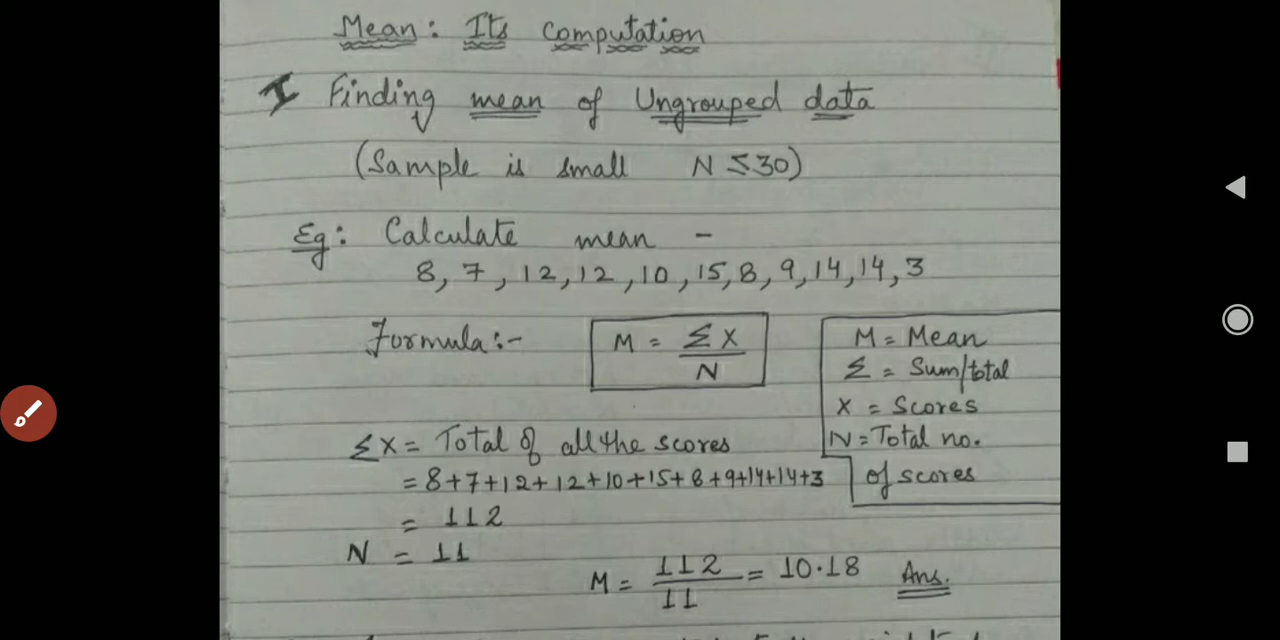 Mean: Its computation
I Finding mean of Ungrouped data
(Sample is small N ≤30)
Eg: Calculate mean -
8, 7, 12, 12, 10, 15, 8, 9, 14, 14, 3
Formula:- M = ΣX/N
M = Mean
Σ = Sum/total
X = Scores
N = Total no.
of scores
ΣX = Total of all the scores
= 8+7+12+12+10+15+8+9+14+14+3
= 112
N = 11
M = 112/11 = 10.18 Ans.